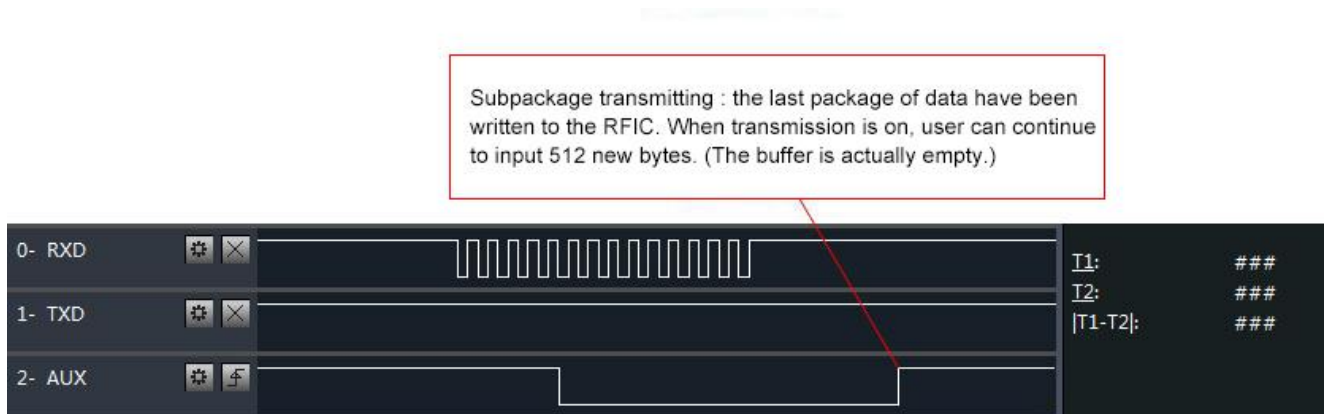 Subpackage transmitting : the last package of data have been
written to the RFIC. When transmission is on, user can continue
to input 512 new bytes. (The buffer is actually empty.)
0- RXD
T1: ###
T2: ###
1- TXD
|T1-T2|: ###
2- AUX